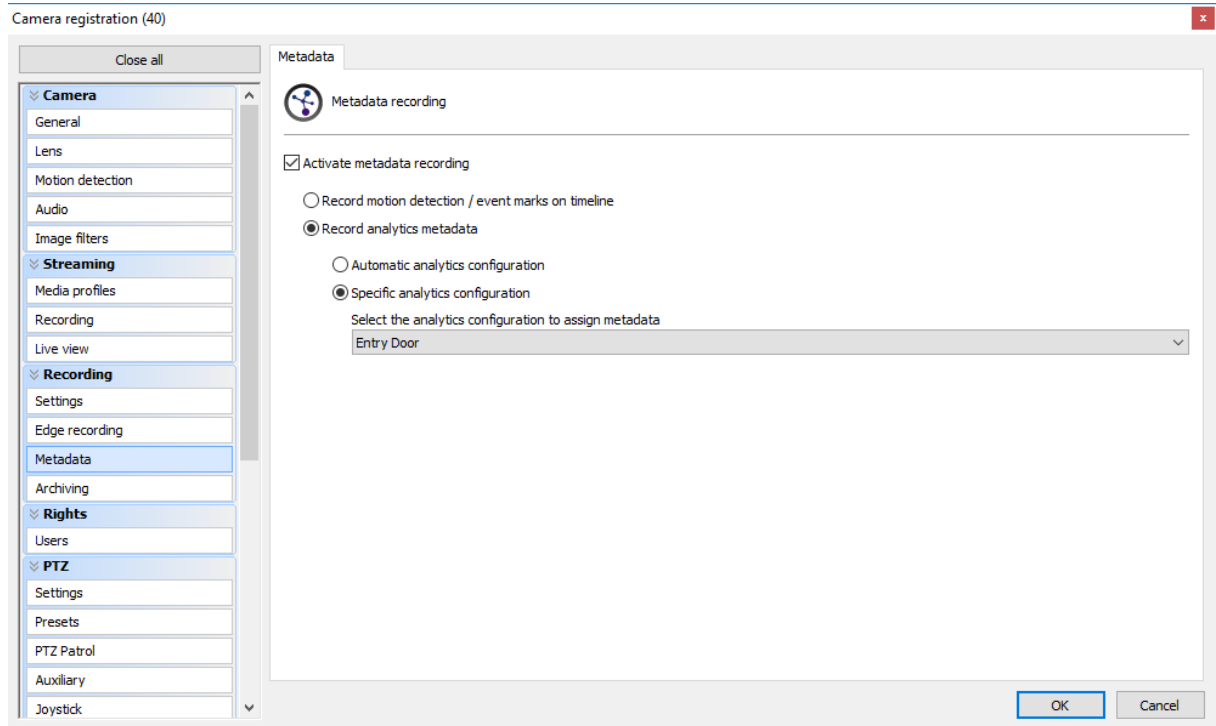 Camera registration (40)
x
Close all
Camera
General
Lens
Motion detection
Audio
Image filters
Streaming
Media profiles
Recording
Live view
Recording
Settings
Edge recording
Metadata
Archiving
Rights
Users
PTZ
Settings
Presets
PTZ Patrol
Auxiliary
Joystick
Metadata
Metadata recording
Activate metadata recording
Record motion detection / event marks on timeline
Record analytics metadata
Automatic analytics configuration
Specific analytics configuration
Select the analytics configuration to assign metadata
Entry Door
OK
Cancel